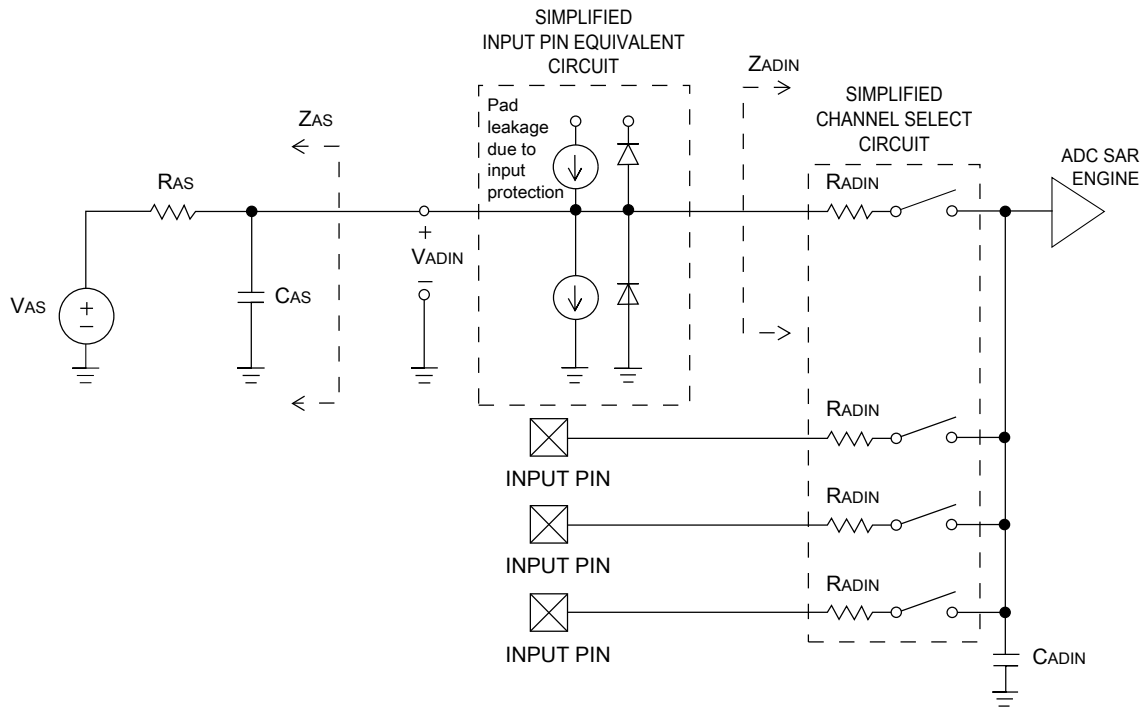 SIMPLIFIED
INPUT PIN EQUIVALENT
CIRCUIT
Pad
leakage
due to
input
protection
ZADIN
SIMPLIFIED
CHANNEL SELECT
CIRCUIT
ADC SAR
ENGINE
ZAS
RAS
RADIN
+
VADIN
−
VAS
+
−
CAS
RADIN
INPUT PIN
RADIN
INPUT PIN
RADIN
INPUT PIN
CADIN